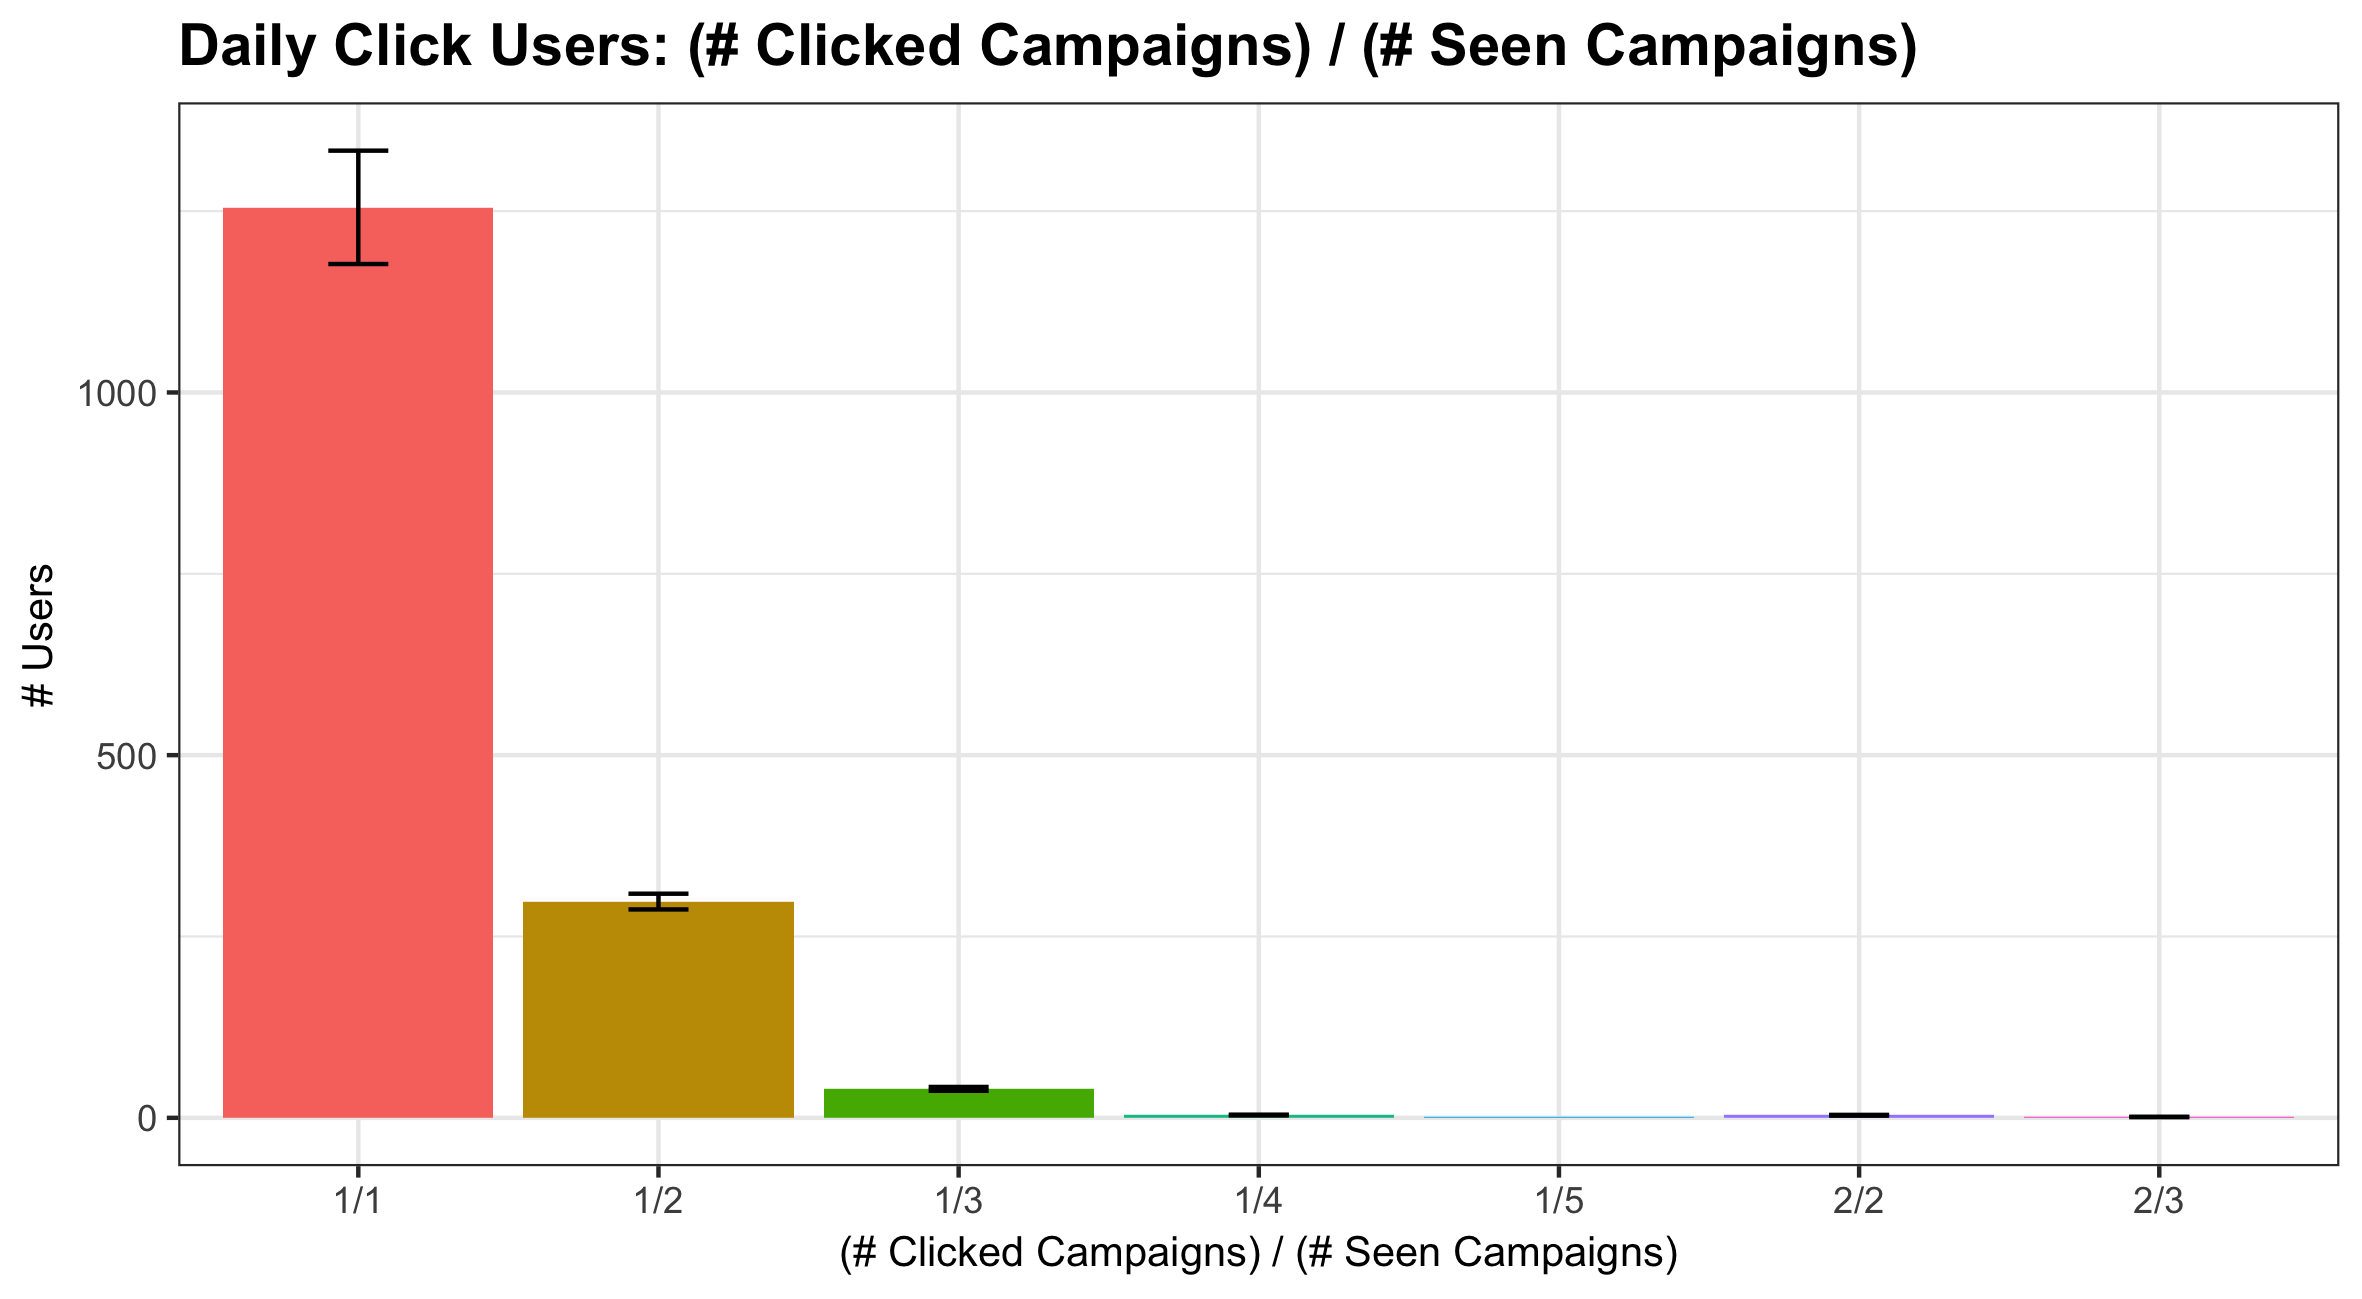 Daily Click Users: (# Clicked Campaigns) / (# Seen Campaigns)
# Users
1000
500
0
1/1 1/2 1/3 1/4 1/5 2/2 2/3
(# Clicked Campaigns) / (# Seen Campaigns)